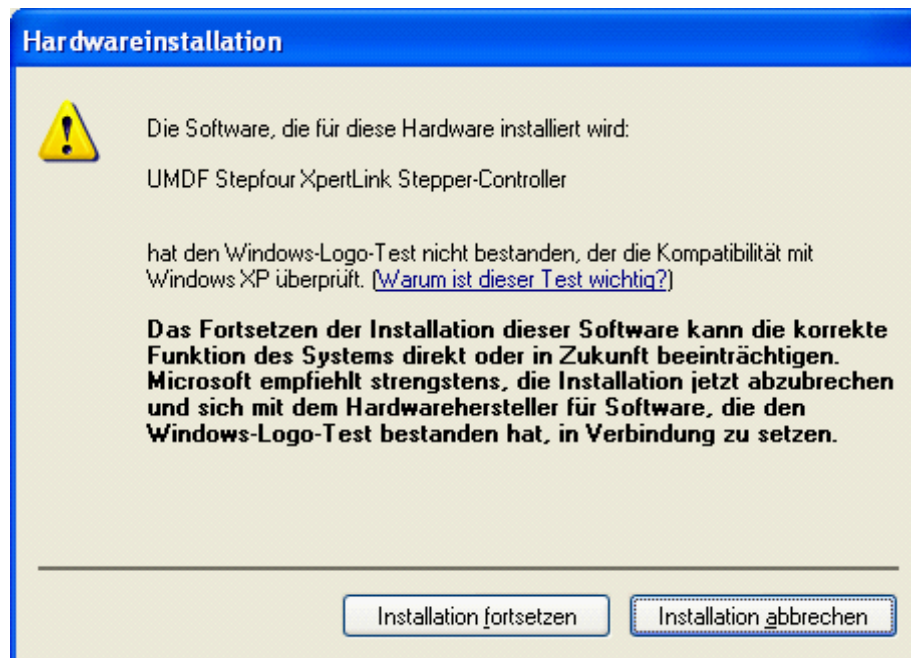 Hardwareinstallation
Die Software, die für diese Hardware installiert wird:
UMDF Stepfour XpertLink Stepper-Controller
hat den Windows-Logo-Test nicht bestanden, der die Kompatibilität mit
Windows XP überprüft. (Warum ist dieser Test wichtig?)
Das Fortsetzen der Installation dieser Software kann die korrekte
Funktion des Systems direkt oder in Zukunft beeinträchtigen.
Microsoft empfiehlt strengstens, die Installation jetzt abzubrechen
und sich mit dem Hardwarehersteller für Software, die den
Windows-Logo-Test bestanden hat, in Verbindung zu setzen.
Installation fortsetzen
Installation abbrechen